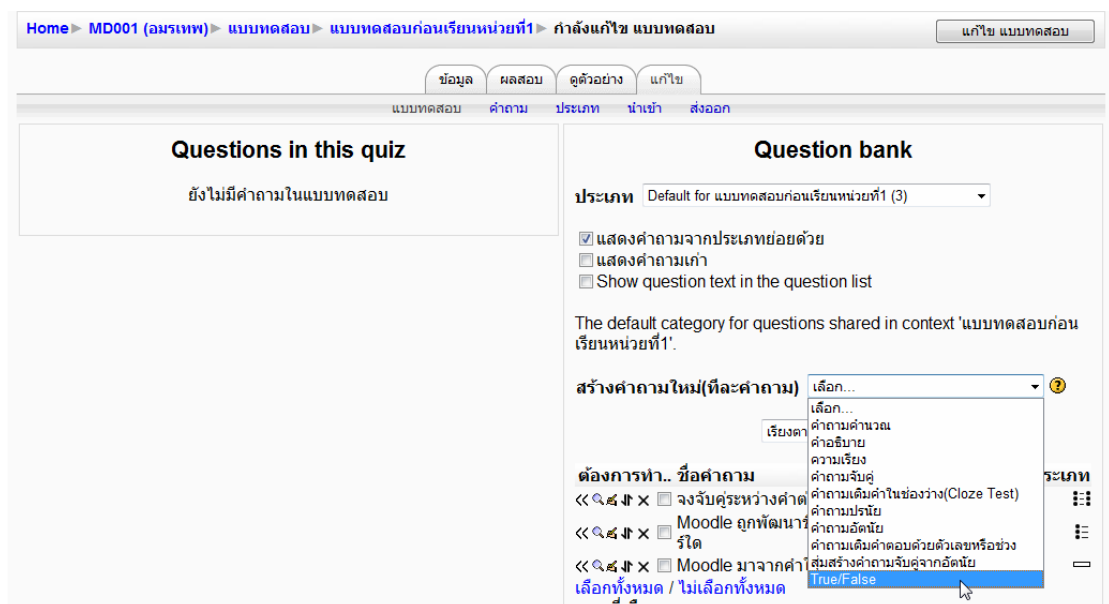 Home► MD001 (อมรเทพ)► แบบทดสอบ► แบบทดสอบก่อนเรียนหน่วยที่1► กำลังแก้ไข แบบทดสอบ
แก้ไข แบบทดสอบ
ข้อมูล ผลสอบ ดูตัวอย่าง แก้ไข
แบบทดสอบ คำถาม ประเภท นำเข้า ส่งออก
Questions in this quiz
ยังไม่มีคำถามในแบบทดสอบ
Question bank
ประเภท Default for แบบทดสอบก่อนเรียนหน่วยที่1 (3)
แสดงคำถามจากประเภทย่อยด้วย
แสดงคำถามเก่า
Show question text in the question list
The default category for questions shared in context 'แบบทดสอบก่อน
เรียนหน่วยที่1'.
สร้างคำถามใหม่(ทีละคำถาม) เลือก...
เลือก...
คำถามคำนวณ
คำอธิบาย
ความเรียง
คำถามจับคู่
คำถามเติมคำในช่องว่าง(Cloze Test)
คำถามปรนัย
คำถามอัตนัย
คำถามเติมคำตอบด้วยตัวเลขหรือช่วง
สุ่มสร้างคำถามจับคู่จากอัตนัย
True/False
เรียงตา
ต้องการทำ.. ชื่อคำถาม ระเภท
จงจับคู่ระหว่างคำต
Moodle ถูกพัฒนา
ร์ใด
Moodle มาจากคำ
เลือกทั้งหมด / ไม่เลือกทั้งหมด